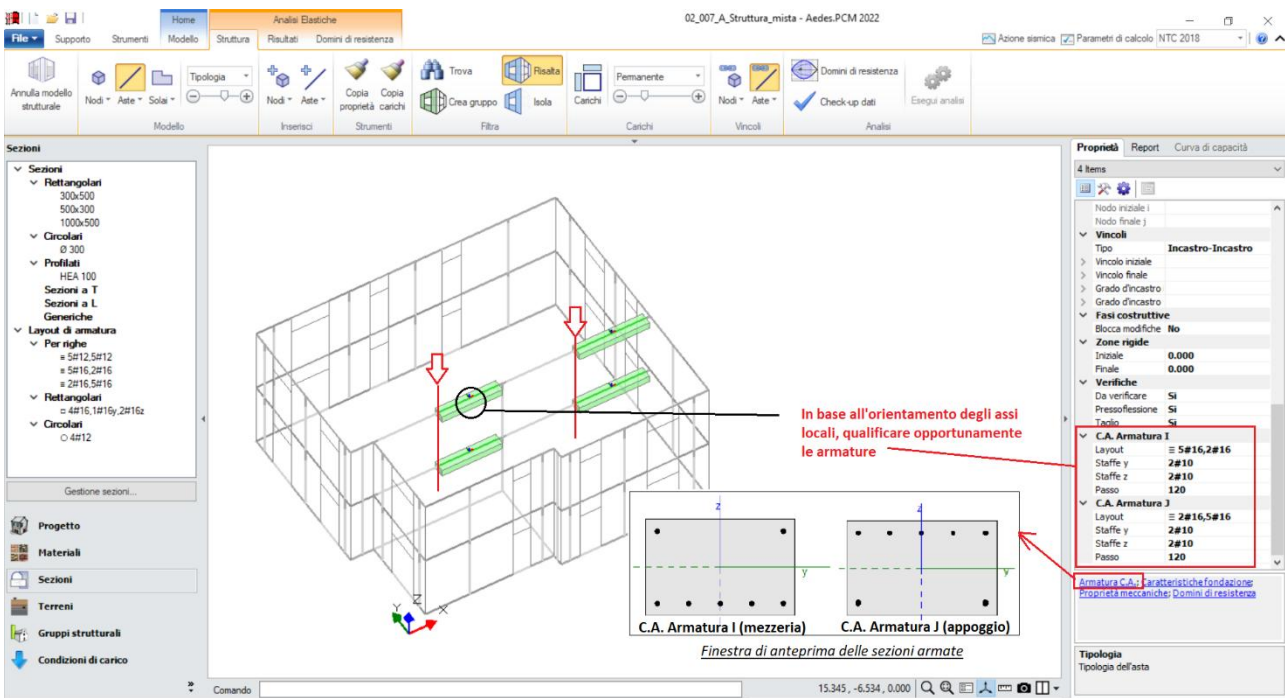 02_007_A_Struttura_mista - Aedes.PCM 2022
Home
Analisi Elastiche
File
Supporto
Strumenti
Modello
Struttura
Risultati
Domini di resistenza
Azione sismica
Parametri di calcolo
NTC 2018
Annulla modello
strutturale
Nodi
Aste
Solai
Tipologia
Modello
Nodi
Aste
Inserisci
Copia
proprietà
Copia
carichi
Strumenti
Trova
Crea gruppo
Risalta
Isola
Filtra
Carichi
Permanente
Carichi
Nodi
Aste
Vincoli
Domini di resistenza
Check-up dati
Esegui analisi
Analisi
Sezioni
Sezioni
Rettangolari
300x500
500x300
1000x500
Circolari
Ø 300
Profilati
HEA 100
Sezioni a T
Sezioni a L
Generiche
Layout di armatura
Per righe
≡ 5#12,5#12
≡ 5#16,2#16
≡ 2#16,5#16
Rettangolari
□ 4#16,1#16y,2#16z
Circolari
○ 4#12
Gestione sezioni...
Progetto
Materiali
Sezioni
Terreni
Gruppi strutturali
Condizioni di carico
Z
Y
X
In base all'orientamento degli assi
locali, qualificare opportunamente
le armature
z
y
C.A. Armatura I (mezzeria)
z
y
C.A. Armatura J (appoggio)
Finestra di anteprima delle sezioni armate
Proprietà
Report
Curva di capacità
4 Items
Nodo iniziale i
Nodo finale j
Vincoli
Tipo Incastro-Incastro
Vincolo iniziale
Vincolo finale
Grado d'incastro
Grado d'incastro
Fasi costruttive
Blocca modifiche No
Zone rigide
Iniziale 0.000
Finale 0.000
Verifiche
Da verificare Sì
Pressoflessione Sì
Taglio Sì
C.A. Armatura I
Layout ≡ 5#16,2#16
Staffe y 2#10
Staffe z 2#10
Passo 120
C.A. Armatura J
Layout ≡ 2#16,5#16
Staffe y 2#10
Staffe z 2#10
Passo 120
Armatura C.A.; Caratteristiche fondazione;
Proprietà meccaniche; Domini di resistenza
Tipologia
Tipologia dell'asta
Comando
15.345 , -6.534 , 0.000